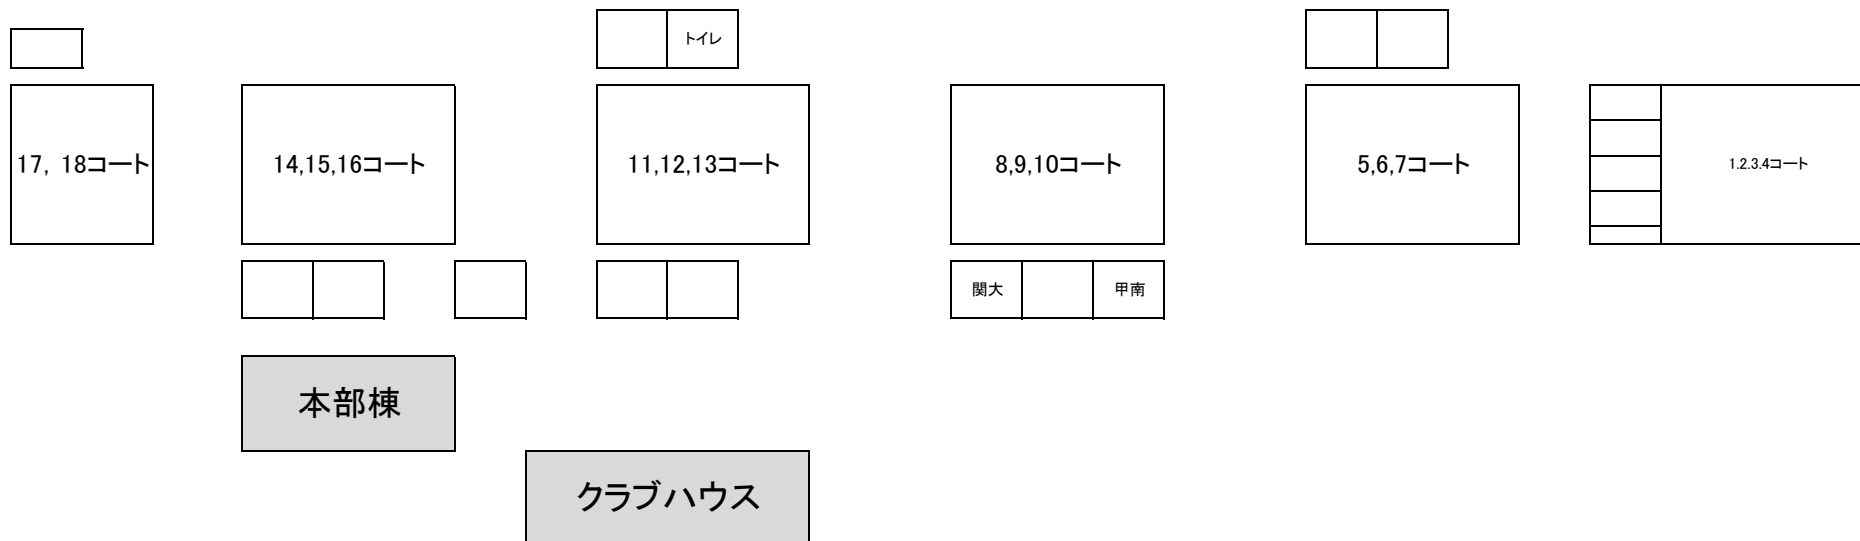 トイレ
17, 18コート
14,15,16コート
11,12,13コート
8,9,10コート
5,6,7コート
1.2.3.4コート
関大
甲南
本部棟
クラブハウス